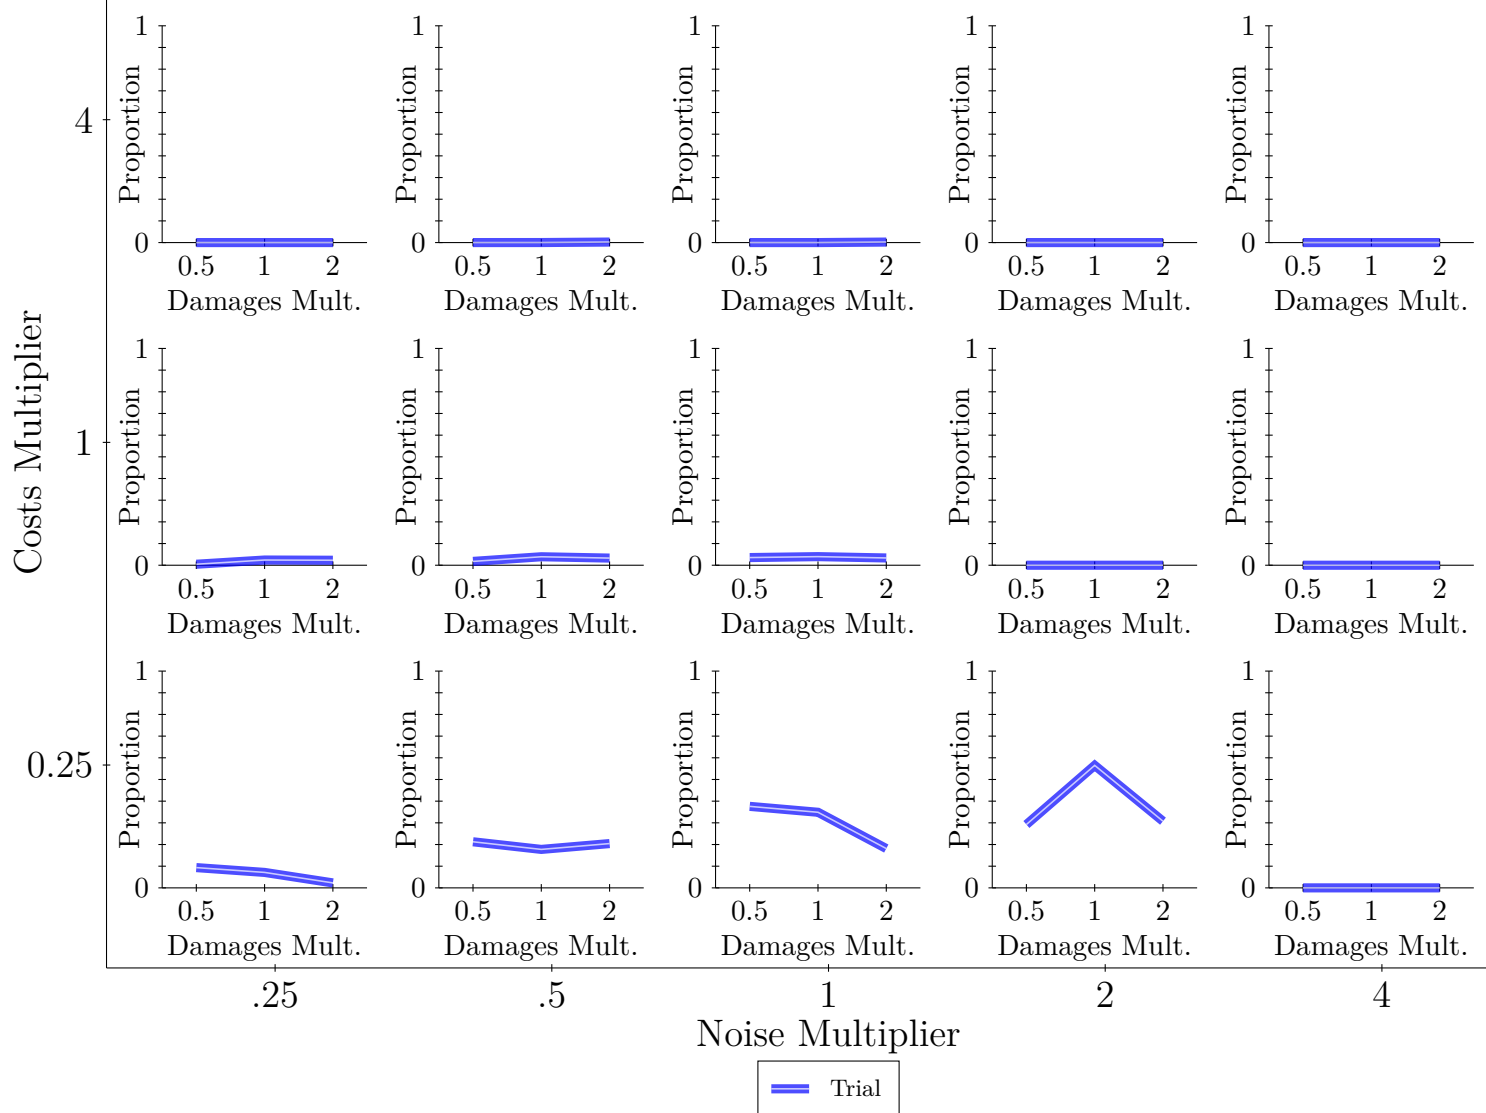 1 1 1 1 1
Proportion Proportion Proportion Proportion Proportion
4
0 0 0 0 0
0.5 1 2 0.5 1 2 0.5 1 2 0.5 1 2 0.5 1 2
Damages Mult. Damages Mult. Damages Mult. Damages Mult. Damages Mult.
Costs Multiplier
1 1 1 1 1
Proportion Proportion Proportion Proportion Proportion
1
0 0 0 0 0
0.5 1 2 0.5 1 2 0.5 1 2 0.5 1 2 0.5 1 2
Damages Mult. Damages Mult. Damages Mult. Damages Mult. Damages Mult.
1 1 1 1 1
Proportion Proportion Proportion Proportion Proportion
0.25
0 0 0 0 0
0.5 1 2 0.5 1 2 0.5 1 2 0.5 1 2 0.5 1 2
Damages Mult. Damages Mult. Damages Mult. Damages Mult. Damages Mult.
.25 .5 1 2 4
Noise Multiplier
Trial